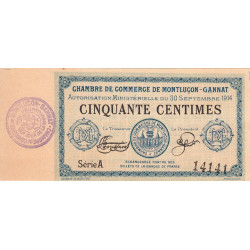 CHAMBRE DE COMMERCE DE MONTLUÇON-GANNAT
AUTORISATION MINISTÉRIELLE DU 30 SEPTEMBRE 1914
CINQUANTE CENTIMES
Le Trésorier Le Président
Série A
14141
ÉCHANGEABLE CONTRE DES
BILLETS DE LA BANQUE DE FRANCE